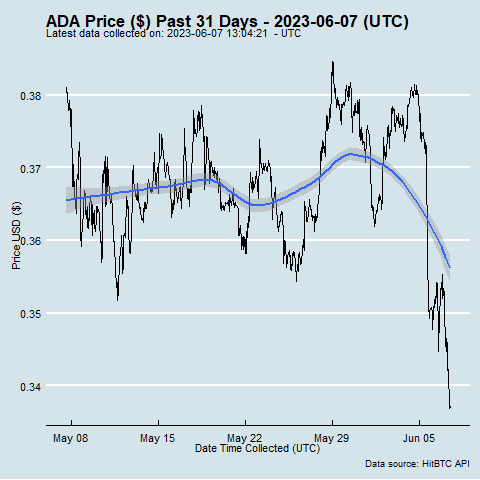 ADA Price ($) Past 31 Days - 2023-06-07 (UTC)
Latest data collected on: 2023-06-07 13:04:21 - UTC
0.38
0.37
0.36
0.35
0.34
Price USD ($)
May 08 May 15 May 22 May 29 Jun 05
Date Time Collected (UTC)
Data source: HitBTC API